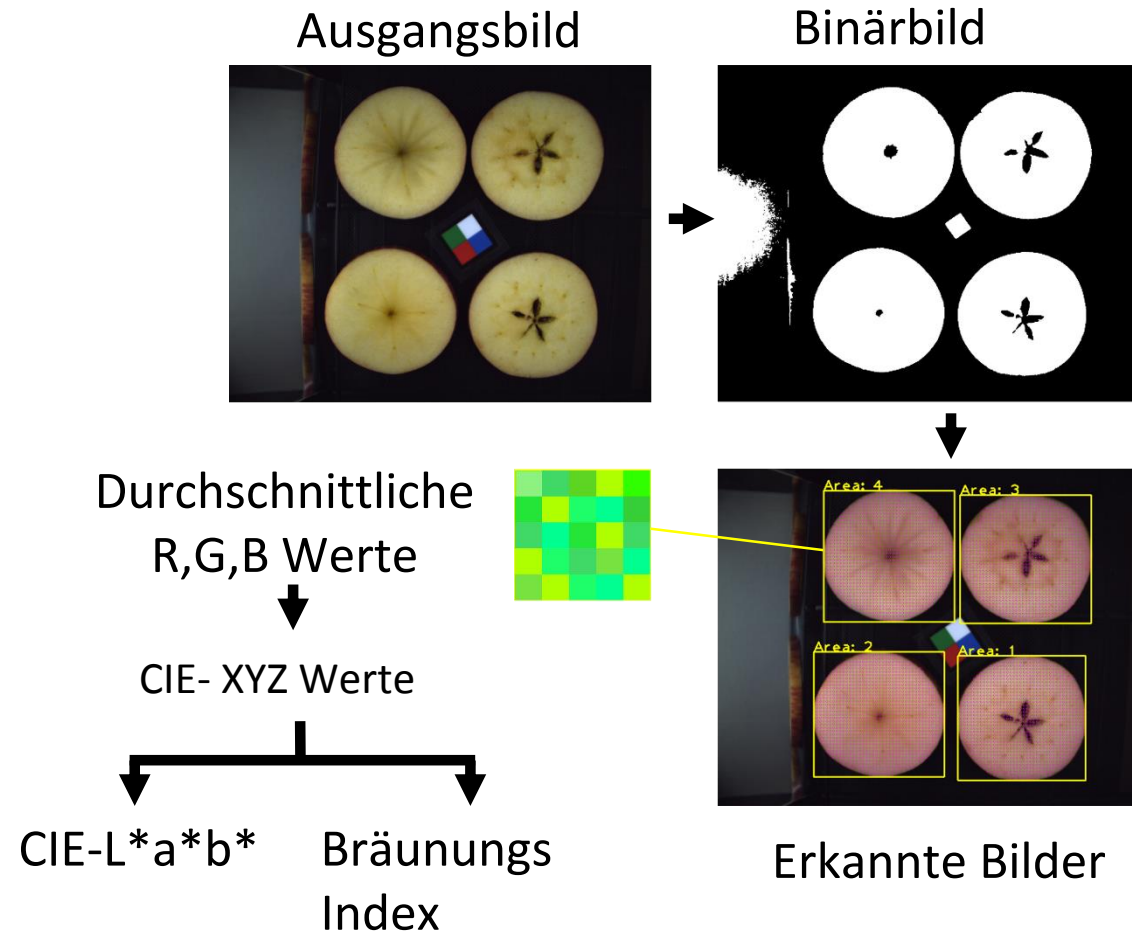 Ausgangsbild
Binärbild
Durchschnittliche
R,G,B Werte
CIE- XYZ Werte
CIE-L*a*b*
Bräunungs
Index
Area: 4
Area: 3
Area: 2
Area: 1
Erkannte Bilder